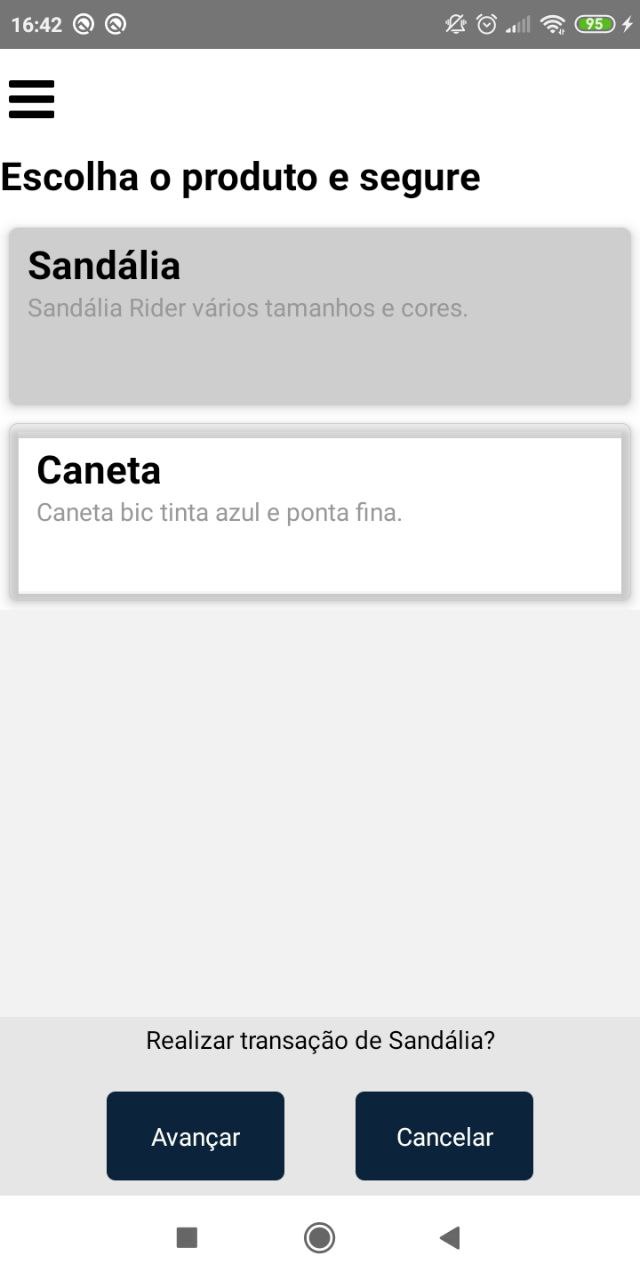 16:42
95
Escolha o produto e segure
Sandália
Sandália Rider vários tamanhos e cores.
Caneta
Caneta bic tinta azul e ponta fina.
Realizar transação de Sandália?
Avançar
Cancelar